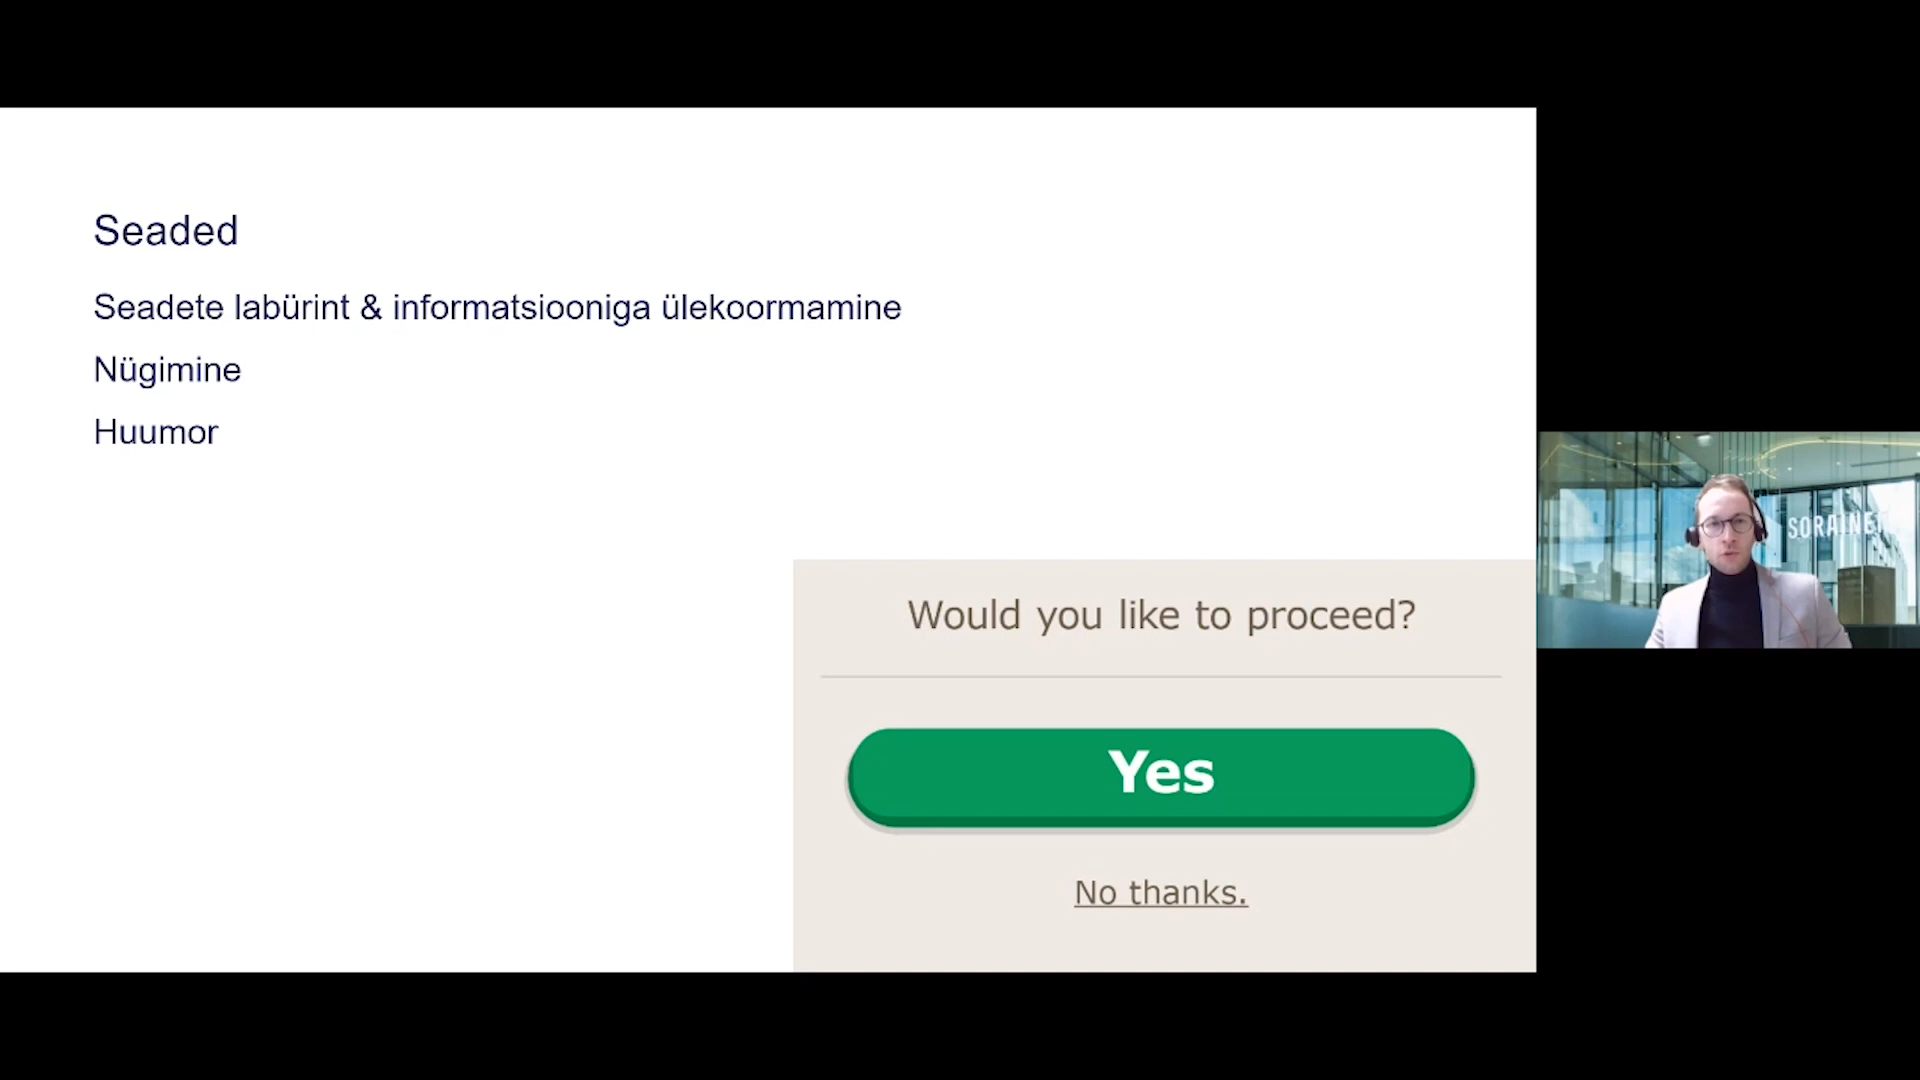 Seaded
Seadete labürint & informatsiooniga ülekoormamine
Nügimine
Huumor
SORAINEN
Would you like to proceed?
Yes
No thanks.